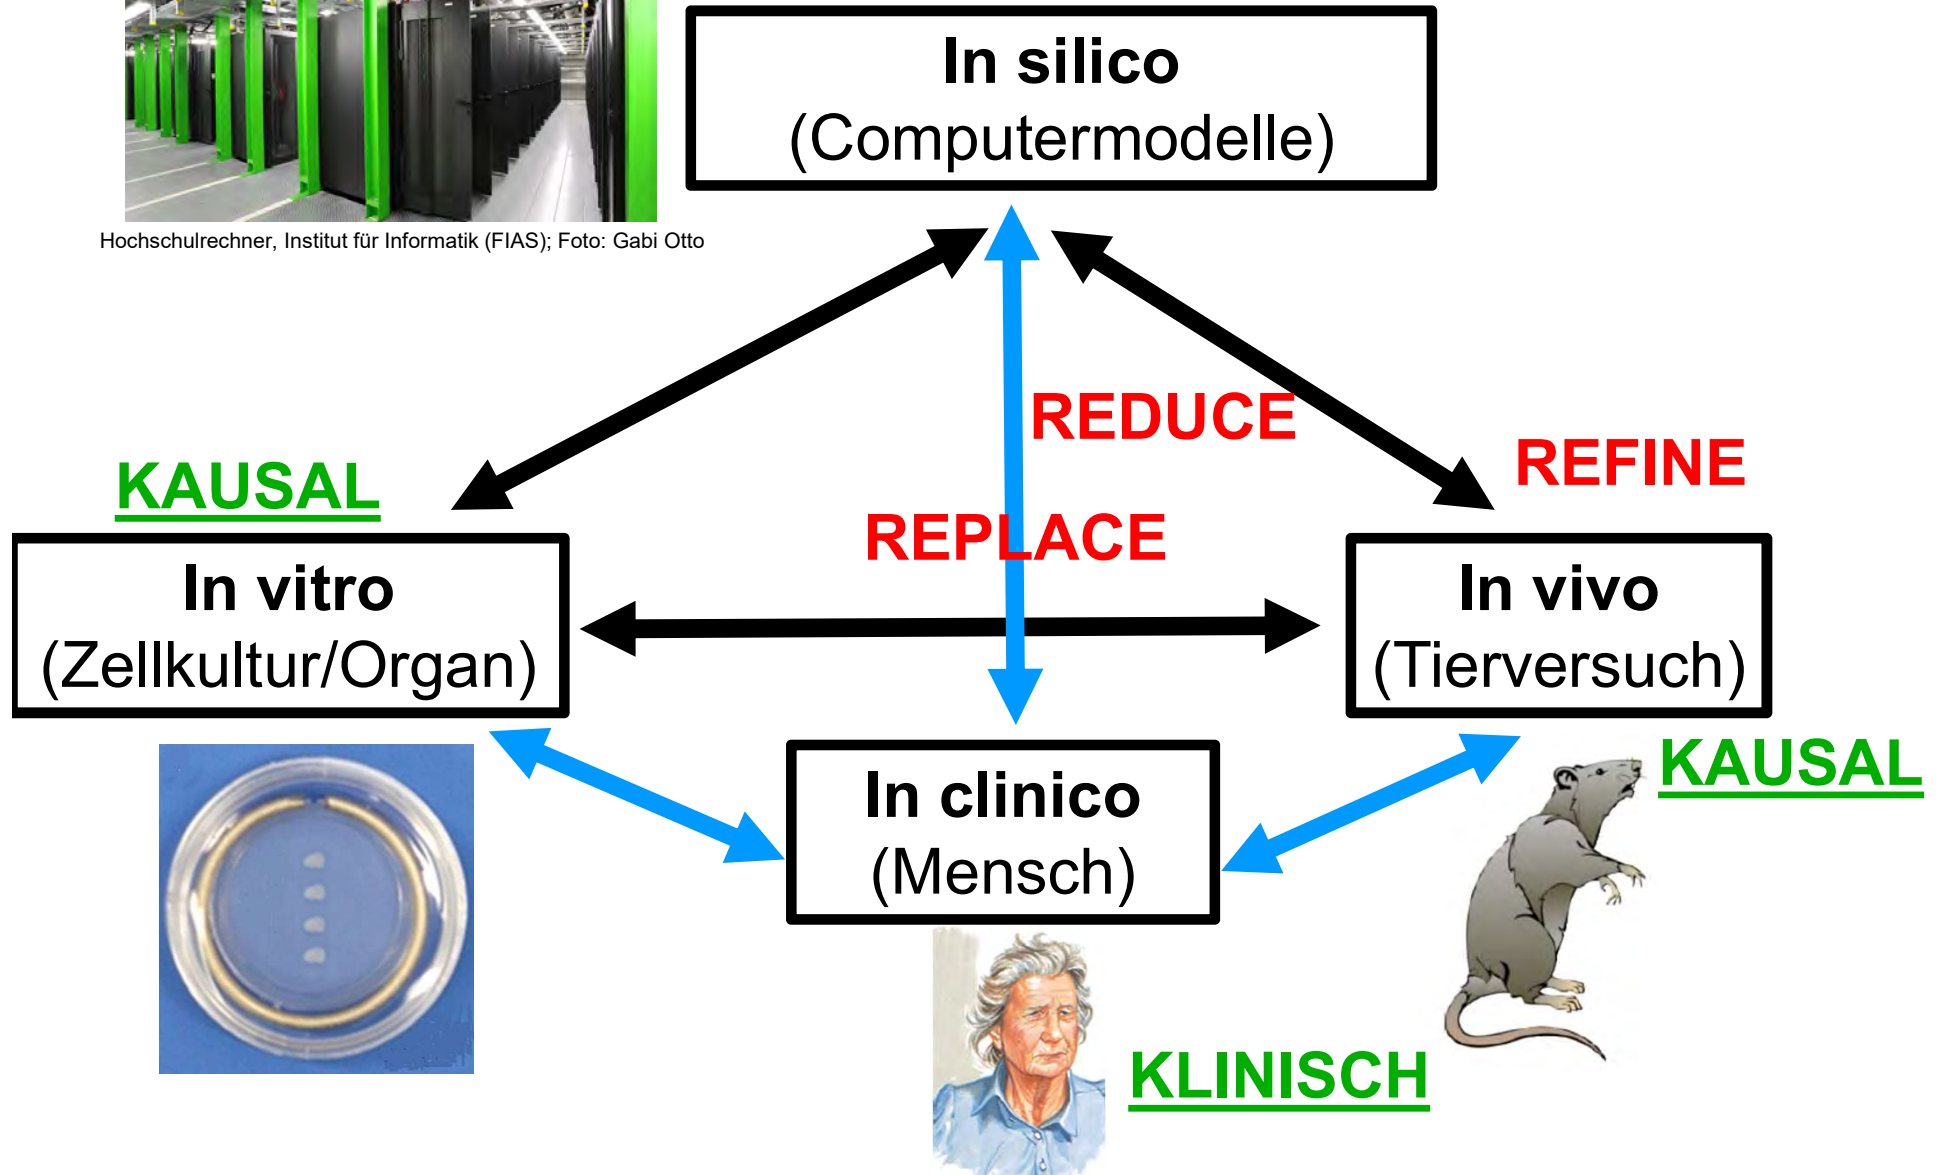 In silico
(Computermodelle)
Hochschulrechner, Institut für Informatik (FIAS); Foto: Gabi Otto
REDUCE
REFINE
KAUSAL
REPLACE
In vitro
(Zellkultur/Organ)
In vivo
(Tierversuch)
KAUSAL
In clinico
(Mensch)
KLINISCH